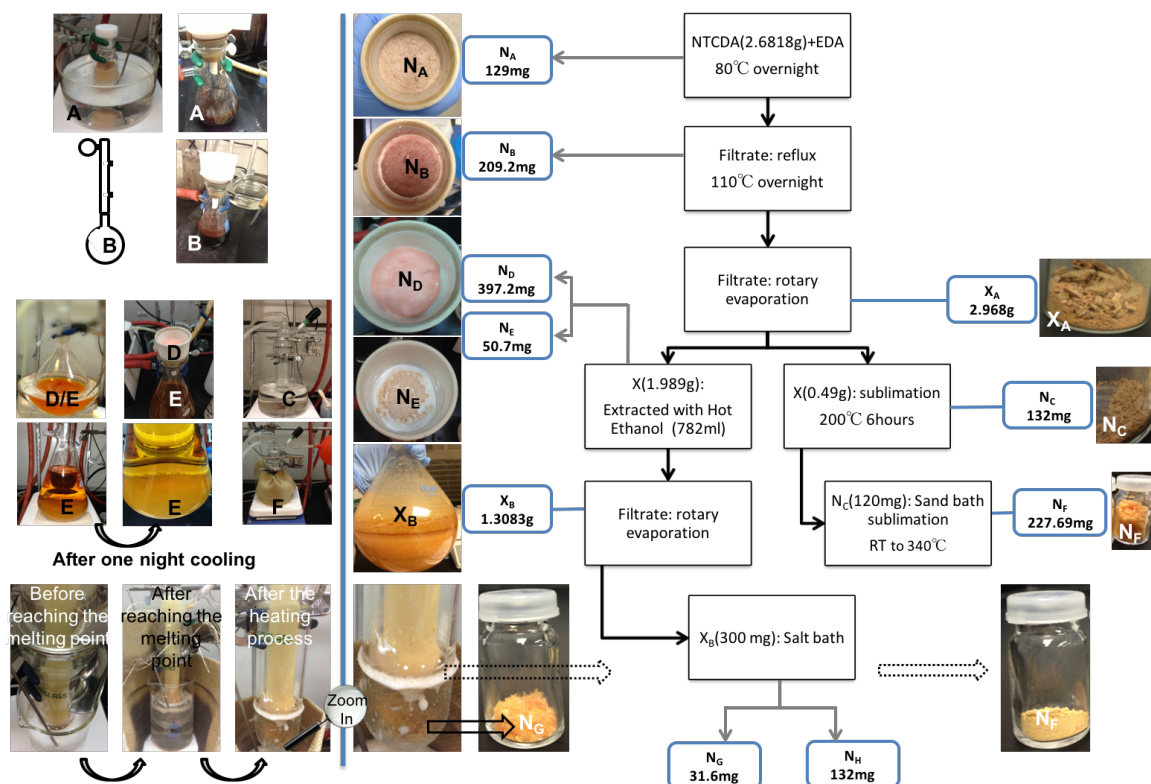 A
A
B
B
D/E
D
E
C
E
E
F
After one night cooling
Before
reaching the
melting point
After
reaching the
melting
point
After the
heating
process
GLASS
Zoom
In
NA
NB
ND
NE
XB
NG
NA
129mg
NB
209.2mg
ND
397.2mg
NE
50.7mg
XB
1.3083g
NTCDA(2.6818g)+EDA
80℃ overnight
Filtrate: reflux
110℃ overnight
Filtrate: rotary
evaporation
XA
2.968g
XA
X(1.989g):
Extracted with Hot
Ethanol (782ml)
X(0.49g): sublimation
200℃ 6hours
NC
132mg
NC
Filtrate: rotary
evaporation
NC(120mg): Sand bath
sublimation
RT to 340℃
NF
227.69mg
NF
XB(300 mg): Salt bath
NF
NG
31.6mg
NH
132mg